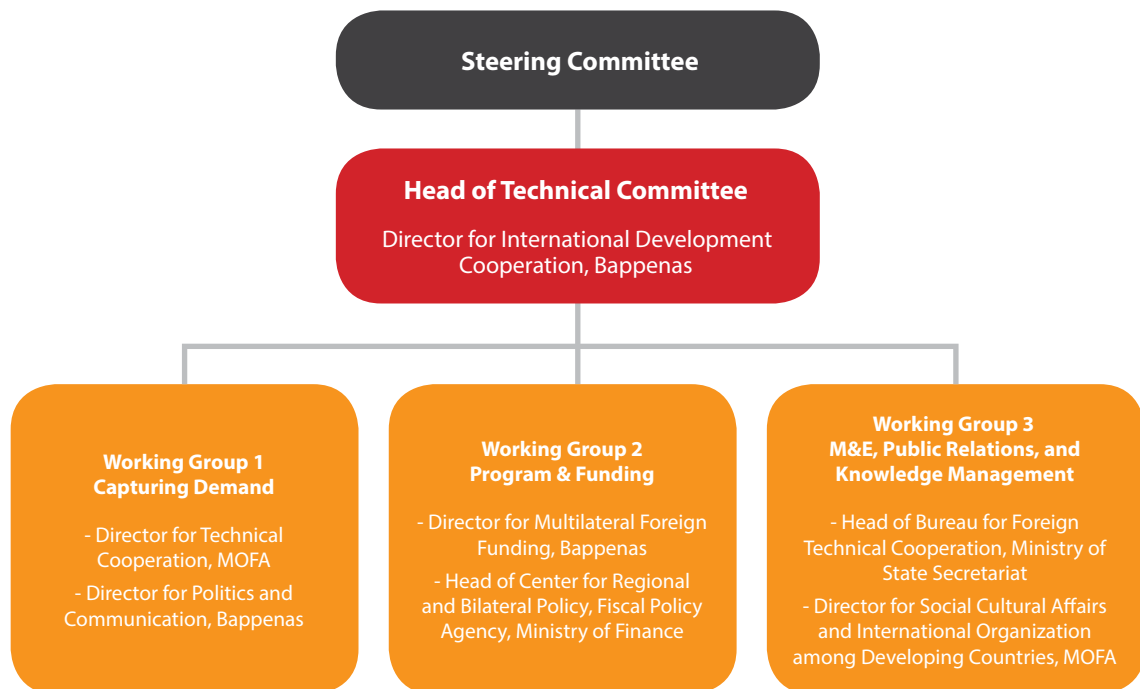 Steering Committee
Head of Technical Committee
Director for International Development
Cooperation, Bappenas
Working Group 1
Capturing Demand
- Director for Technical
Cooperation, MOFA
- Director for Politics and
Communication, Bappenas
Working Group 2
Program & Funding
- Director for Multilateral Foreign
Funding, Bappenas
- Head of Center for Regional
and Bilateral Policy, Fiscal Policy
Agency, Ministry of Finance
Working Group 3
M&E, Public Relations, and
Knowledge Management
- Head of Bureau for Foreign
Technical Cooperation, Ministry of
State Secretariat
- Director for Social Cultural Affairs
and International Organization
among Developing Countries, MOFA